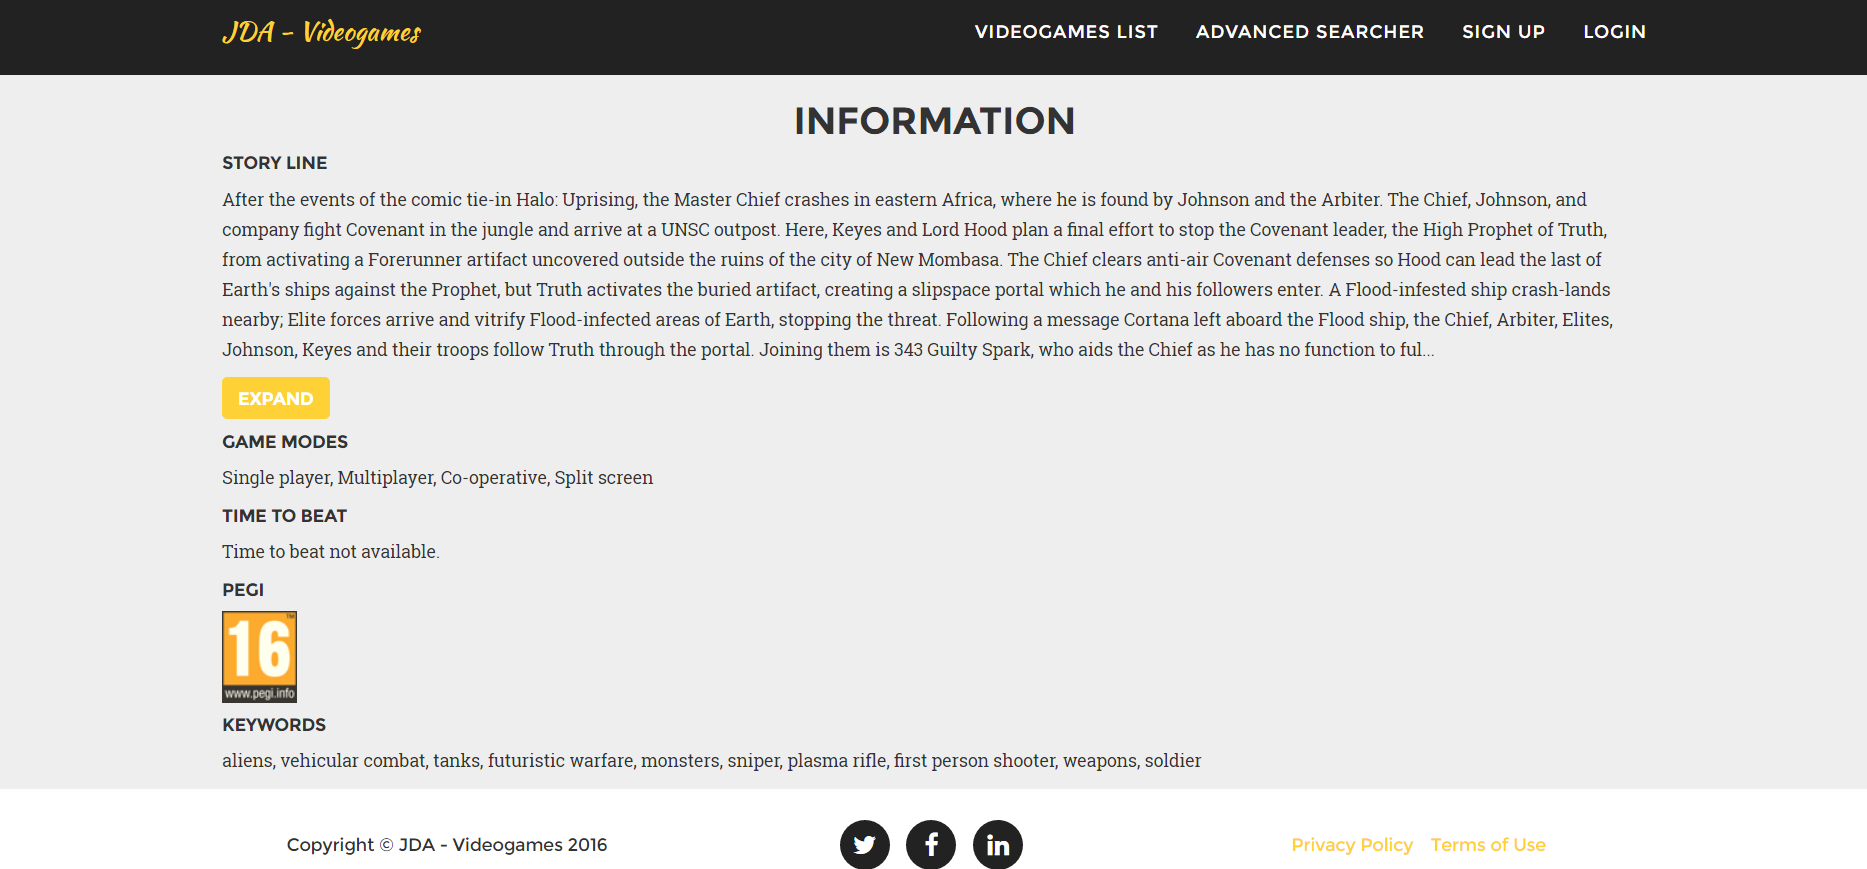 JDA - Videogames
VIDEOGAMES LIST
ADVANCED SEARCHER
SIGN UP
LOGIN
INFORMATION
STORY LINE
After the events of the comic tie-in Halo: Uprising, the Master Chief crashes in eastern Africa, where he is found by Johnson and the Arbiter. The Chief, Johnson, and
company fight Covenant in the jungle and arrive at a UNSC outpost. Here, Keyes and Lord Hood plan a final effort to stop the Covenant leader, the High Prophet of Truth,
from activating a Forerunner artifact uncovered outside the ruins of the city of New Mombasa. The Chief clears anti-air Covenant defenses so Hood can lead the last of
Earth's ships against the Prophet, but Truth activates the buried artifact, creating a slipspace portal which he and his followers enter. A Flood-infested ship crash-lands
nearby; Elite forces arrive and vitrify Flood-infected areas of Earth, stopping the threat. Following a message Cortana left aboard the Flood ship, the Chief, Arbiter, Elites,
Johnson, Keyes and their troops follow Truth through the portal. Joining them is 343 Guilty Spark, who aids the Chief as he has no function to ful...
EXPAND
GAME MODES
Single player, Multiplayer, Co-operative, Split screen
TIME TO BEAT
Time to beat not available.
PEGI
16 ™
www.pegi.info
KEYWORDS
aliens, vehicular combat, tanks, futuristic warfare, monsters, sniper, plasma rifle, first person shooter, weapons, soldier
Copyright © JDA - Videogames 2016
Privacy Policy
Terms of Use